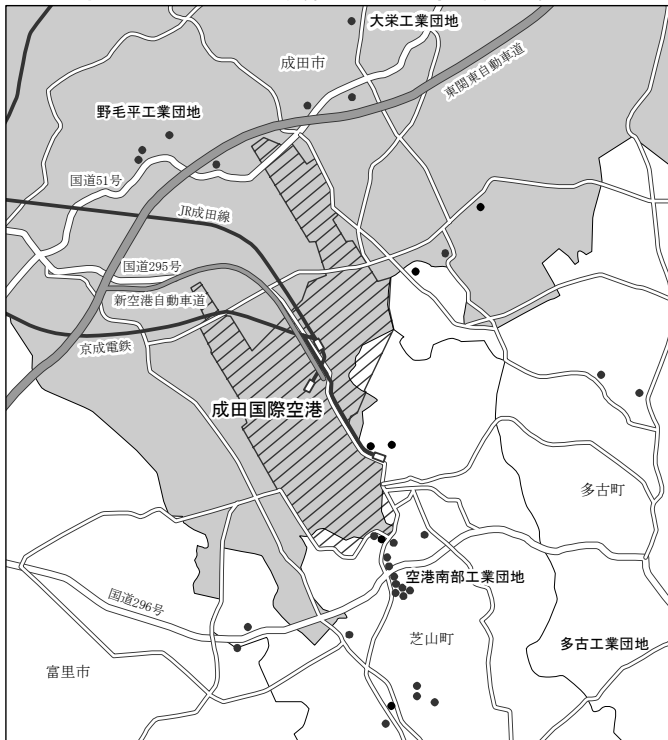 大栄工業団地
成田市
東関東自動車道
野毛平工業団地
国道51号
JR成田線
国道295号
新空港自動車道
京成電鉄
成田国際空港
多古町
空港南部工業団地
国道296号
芝山町
多古工業団地
富里市